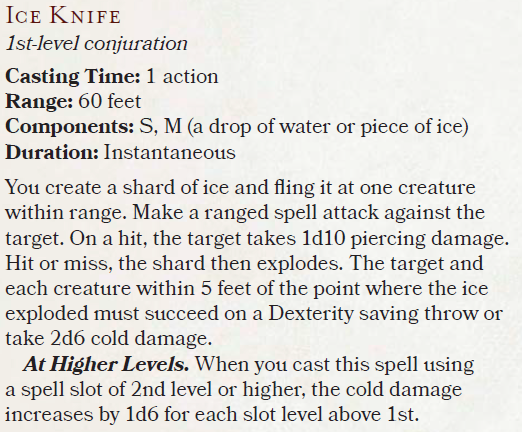 Ice Knife
1st-level conjuration
Casting Time: 1 action
Range: 60 feet
Components: S, M (a drop of water or piece of ice)
Duration: Instantaneous
You create a shard of ice and fling it at one creature
within range. Make a ranged spell attack against the
target. On a hit, the target takes 1d10 piercing damage.
Hit or miss, the shard then explodes. The target and
each creature within 5 feet of the point where the ice
exploded must succeed on a Dexterity saving throw or
take 2d6 cold damage.
At Higher Levels. When you cast this spell using
a spell slot of 2nd level or higher, the cold damage
increases by 1d6 for each slot level above 1st.